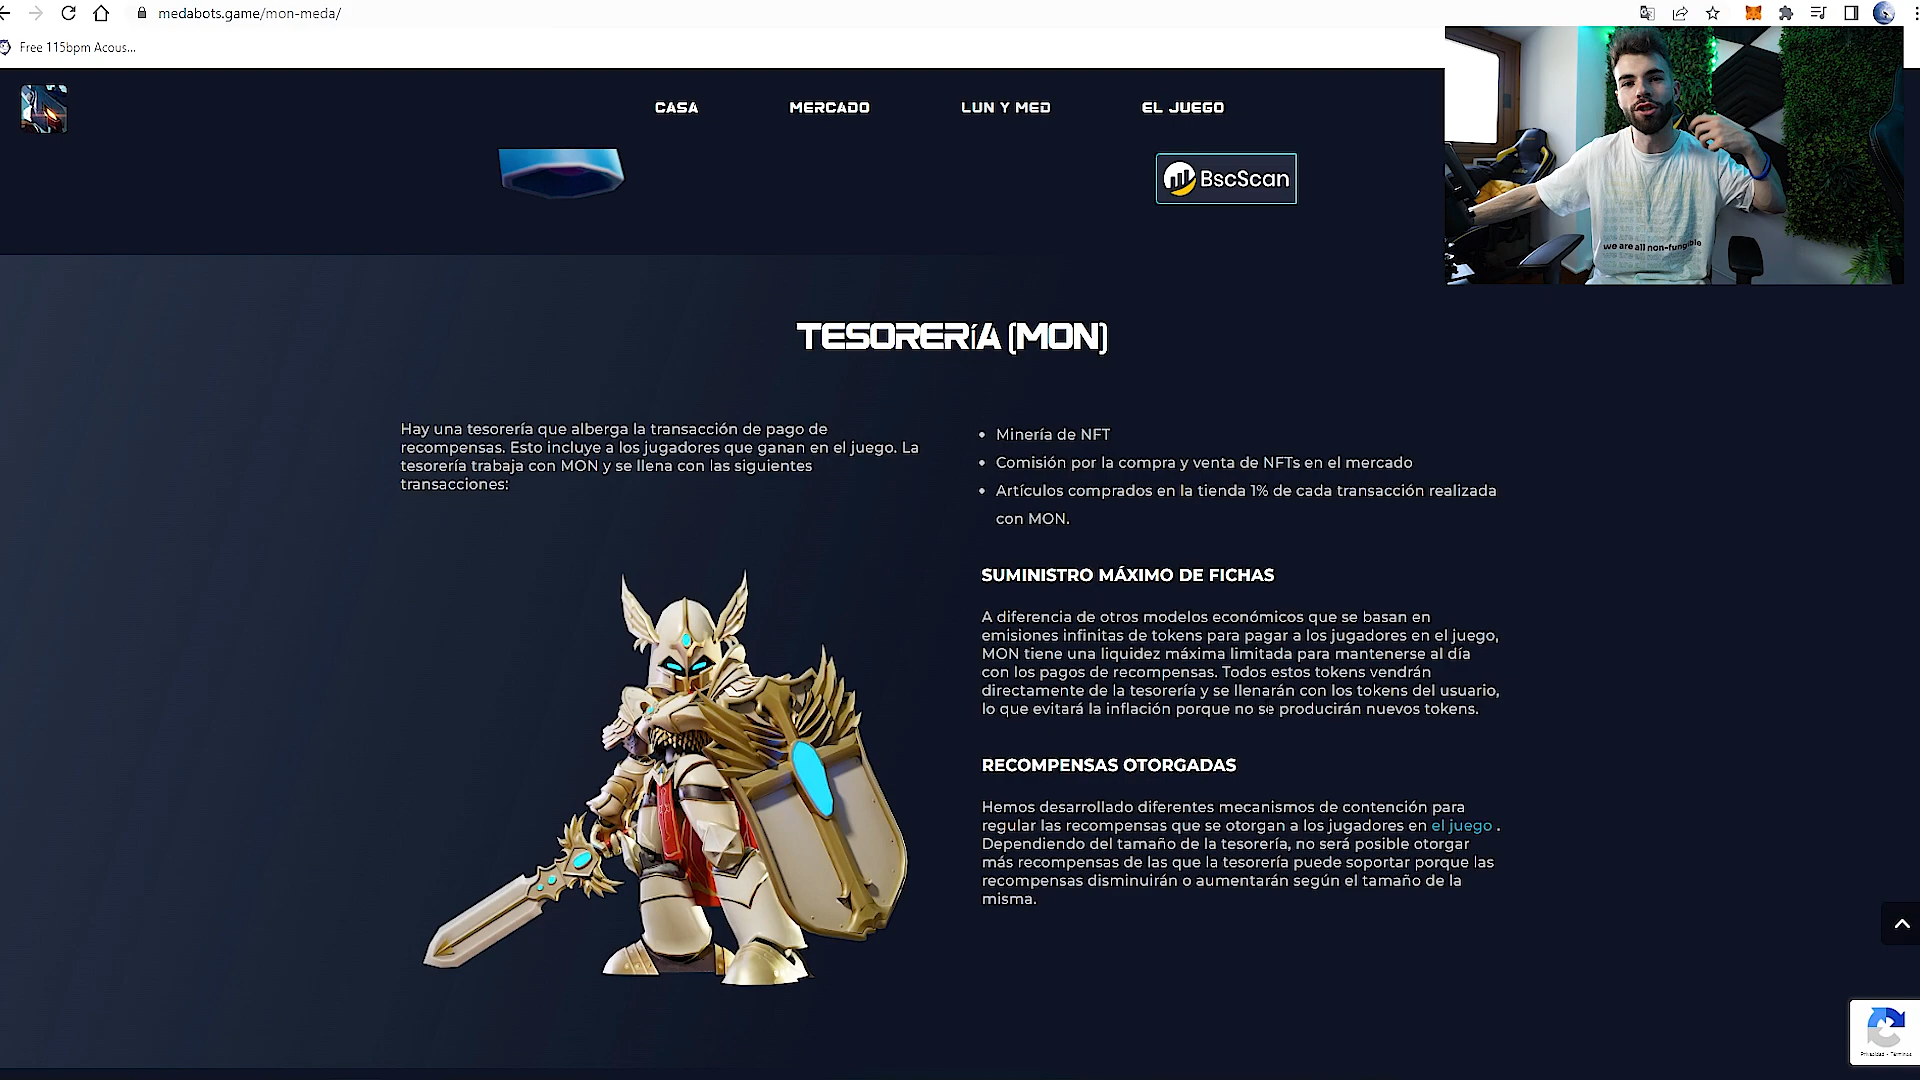 medabots.game/mon-meda/
Free 115bpm Acous...
CASA
MERCADO
LUN Y MED
EL JUEGO
BscScan
we are all non-fungible
TESORERÍA (MON)
Hay una tesorería que alberga la transacción de pago de
recompensas. Esto incluye a los jugadores que ganan en el juego. La
tesorería trabaja con MON y se llena con las siguientes
transacciones:
• Minería de NFT
• Comisión por la compra y venta de NFTs en el mercado
• Artículos comprados en la tienda 1% de cada transacción realizada
con MON.
SUMINISTRO MÁXIMO DE FICHAS
A diferencia de otros modelos económicos que se basan en
emisiones infinitas de tokens para pagar a los jugadores en el juego,
MON tiene una liquidez máxima limitada para mantenerse al día
con los pagos de recompensas. Todos estos tokens vendrán
directamente de la tesorería y se llenarán con los tokens del usuario,
lo que evitará la inflación porque no se producirán nuevos tokens.
RECOMPENSAS OTORGADAS
Hemos desarrollado diferentes mecanismos de contención para
regular las recompensas que se otorgan a los jugadores en el juego .
Dependiendo del tamaño de la tesorería, no será posible otorgar
más recompensas de las que la tesorería puede soportar porque las
recompensas disminuirán o aumentarán según el tamaño de la
misma.
Privacidad - Términos